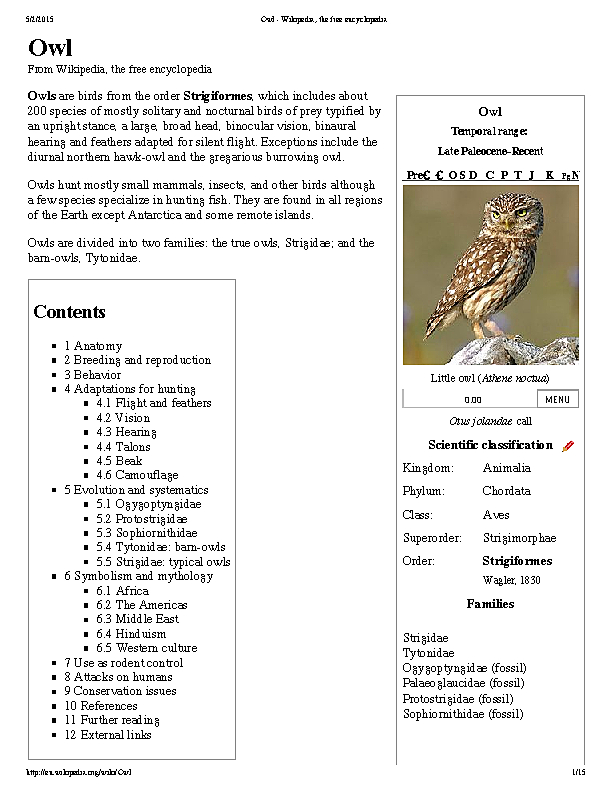 5/2/2015
Owl - Wikipedia, the free encyclopedia
Owl
From Wikipedia, the free encyclopedia
Owls are birds from the order Strigiformes, which includes about
200 species of mostly solitary and nocturnal birds of prey typified by
an upright stance, a large, broad head, binocular vision, binaural
hearing and feathers adapted for silent flight. Exceptions include the
diurnal northern hawk-owl and the gregarious burrowing owl.
Owls hunt mostly small mammals, insects, and other birds although
a few species specialize in hunting fish. They are found in all regions
of the Earth except Antarctica and some remote islands.
Owls are divided into two families: the true owls, Strigidae; and the
barn-owls, Tytonidae.
Contents
1 Anatomy
2 Breeding and reproduction
3 Behavior
4 Adaptations for hunting
4.1 Flight and feathers
4.2 Vision
4.3 Hearing
4.4 Talons
4.5 Beak
4.6 Camouflage
5 Evolution and systematics
5.1 Ogygoptyngidae
5.2 Protostrigidae
5.3 Sophiornithidae
5.4 Tytonidae: barn-owls
5.5 Strigidae: typical owls
6 Symbolism and mythology
6.1 Africa
6.2 The Americas
6.3 Middle East
6.4 Hinduism
6.5 Western culture
7 Use as rodent control
8 Attacks on humans
9 Conservation issues
10 References
11 Further reading
12 External links
Owl
Temporal range:
Late Paleocene–Recent
PreЄ Є O S D C P T J K PgN
Little owl (Athene noctua)
0:00 MENU
Otus jolandae call
Scientific classification
Kingdom: Animalia
Phylum: Chordata
Class: Aves
Superorder: Strigimorphae
Order: Strigiformes
Wagler, 1830
Families
Strigidae
Tytonidae
Ogygoptyngidae (fossil)
Palaeoglaucidae (fossil)
Protostrigidae (fossil)
Sophiornithidae (fossil)
http://en.wikipedia.org/wiki/Owl
1/15